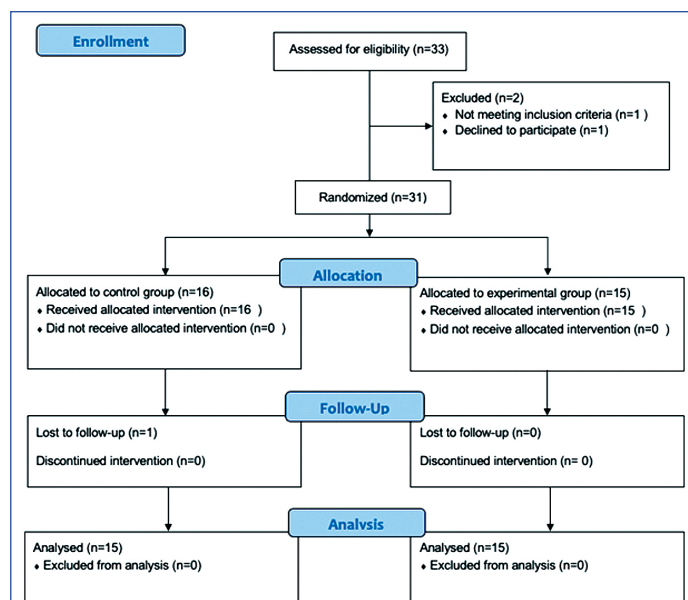 Enrollment
Assessed for eligibility (n=33)
Excluded (n=2)
♦ Not meeting inclusion criteria (n=1 )
♦ Declined to participate (n=1)
Randomized (n=31)
Allocation
Allocated to control group (n=16)
♦ Received allocated intervention (n=16 )
♦ Did not receive allocated intervention (n=0 )
Allocated to experimental group (n=15)
♦ Received allocated intervention (n=15 )
♦ Did not receive allocated intervention (n=0 )
Follow-Up
Lost to follow-up (n=1)
Discontinued intervention (n=0)
Lost to follow-up (n=0)
Discontinued intervention (n= 0)
Analysis
Analysed (n=15)
♦ Excluded from analysis (n=0)
Analysed (n=15)
♦ Excluded from analysis (n=0)